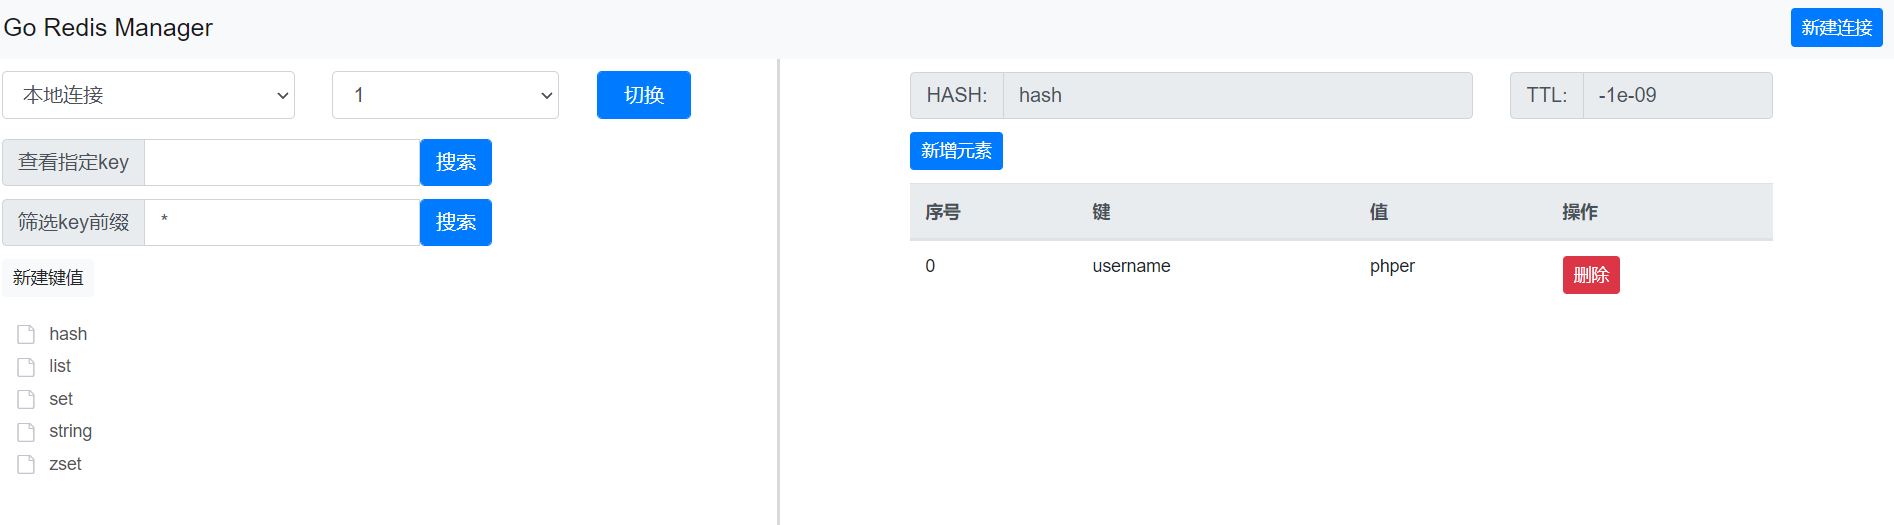 Go Redis Manager
新建连接
本地连接
1
切换
查看指定key
搜索
筛选key前缀 *
搜索
新建键值
hash
list
set
string
zset
HASH: hash
TTL: -1e-09
新增元素
序号 键 值 操作
0 username phper 删除